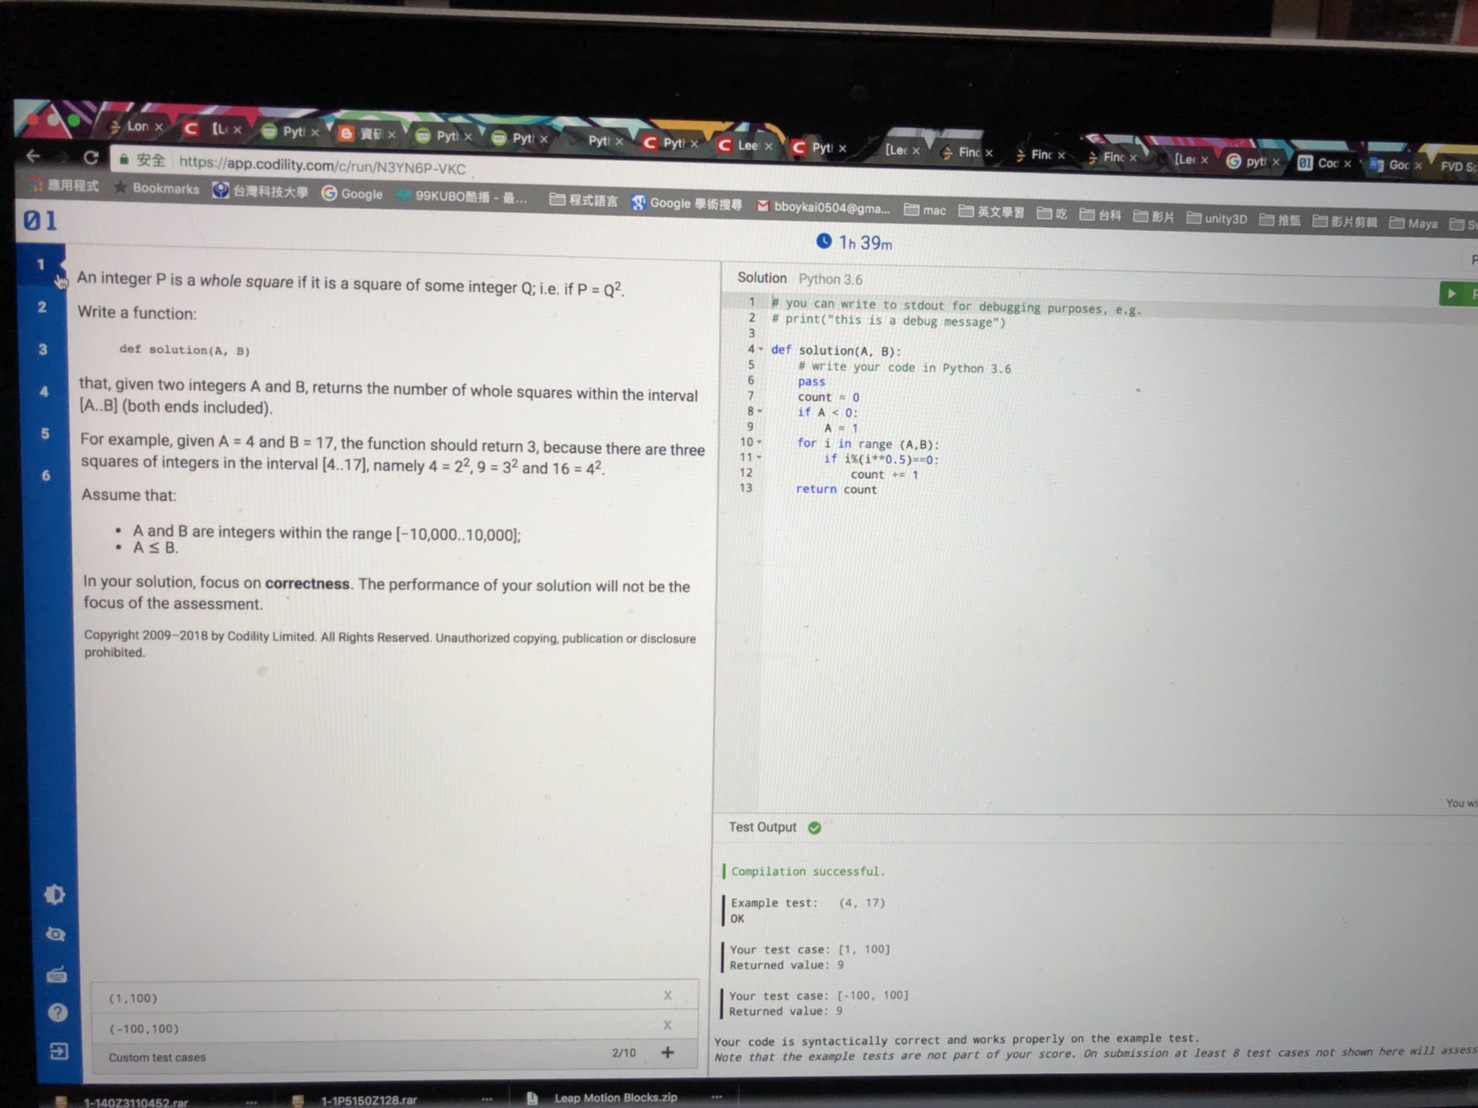 Lon
[L
Pyt
資研
Pyt
Pyt
Pyt
Pyt
Lee
Pyt
[Lee
Finc
Finc
Finc
[Lee
pyt
Coc
Goc
FVD S
安全 https://app.codility.com/c/run/N3YN6P-VKC
應用程式 Bookmarks 台灣科技大學 Google 99KUBO酷播 - 最... 程式語言 Google 學術搜尋 bboykai0504@gma... mac 英文學習 吃 台科 影片 unity3D 推甄 影片剪輯 Maya
01
1h 39m
1
2
3
4
5
6
An integer P is a whole square if it is a square of some integer Q; i.e. if P = Q².
Write a function:
def solution(A, B)
that, given two integers A and B, returns the number of whole squares within the interval
[A..B] (both ends included).
For example, given A = 4 and B = 17, the function should return 3, because there are three
squares of integers in the interval [4..17], namely 4 = 2², 9 = 3² and 16 = 4².
Assume that:
• A and B are integers within the range [−10,000..10,000];
• A ≤ B.
In your solution, focus on correctness. The performance of your solution will not be the
focus of the assessment.
Copyright 2009–2018 by Codility Limited. All Rights Reserved. Unauthorized copying, publication or disclosure
prohibited.
(1,100) X
(-100,100) X
Custom test cases 2/10 +
Solution Python 3.6
1 # you can write to stdout for debugging purposes, e.g.
2 # print("this is a debug message")
3
4 def solution(A, B):
5 # write your code in Python 3.6
6 pass
7 count = 0
8 if A < 0:
9 A = 1
10 for i in range (A,B):
11 if i%(i**0.5)==0:
12 count += 1
13 return count
You wi
Test Output
Compilation successful.
Example test: (4, 17)
OK
Your test case: [1, 100]
Returned value: 9
Your test case: [-100, 100]
Returned value: 9
Your code is syntactically correct and works properly on the example test.
Note that the example tests are not part of your score. On submission at least 8 test cases not shown here will assess
1-140Z3110452.rar ... 1-1P5150Z128.rar ... Leap Motion Blocks.zip ...